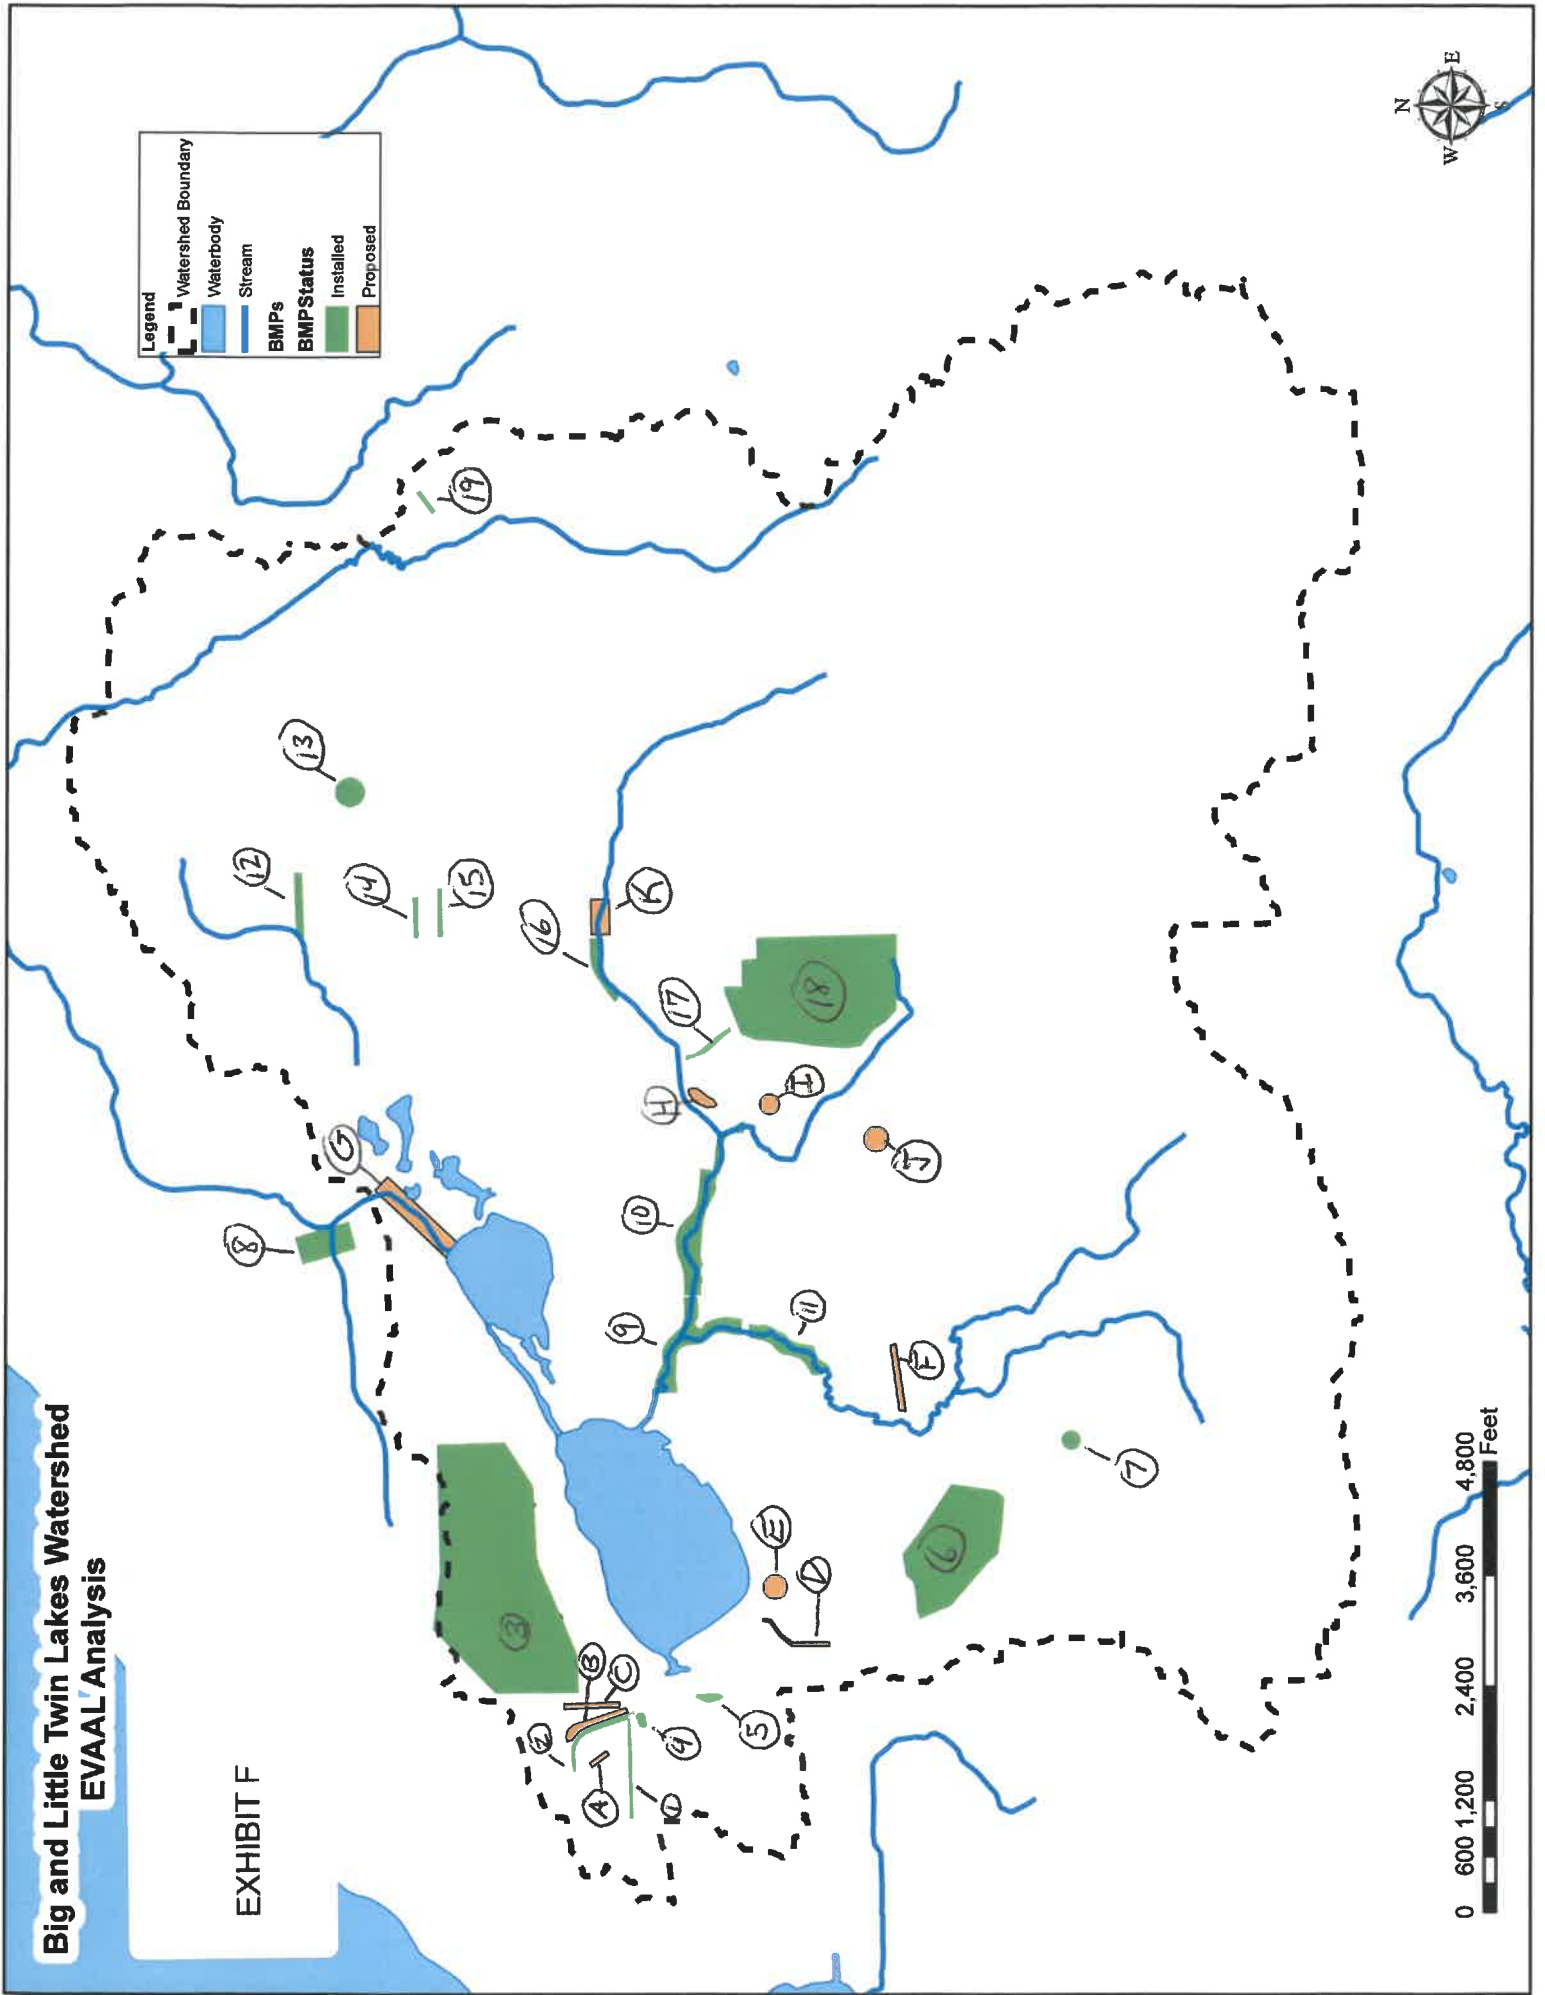 Big and Little Twin Lakes Watershed
EVAAL Analysis
EXHIBIT F
Legend
Watershed Boundary
Waterbody
Stream
BMPs
BMPStatus
Installed
Proposed
8
G
12
13
14
15
19
3
B
C
2
A
1
4
5
9
10
H
16
K
17
18
I
J
E
D
11
F
6
7
N
W
E
S
0 600 1,200 2,400 3,600 4,800
Feet